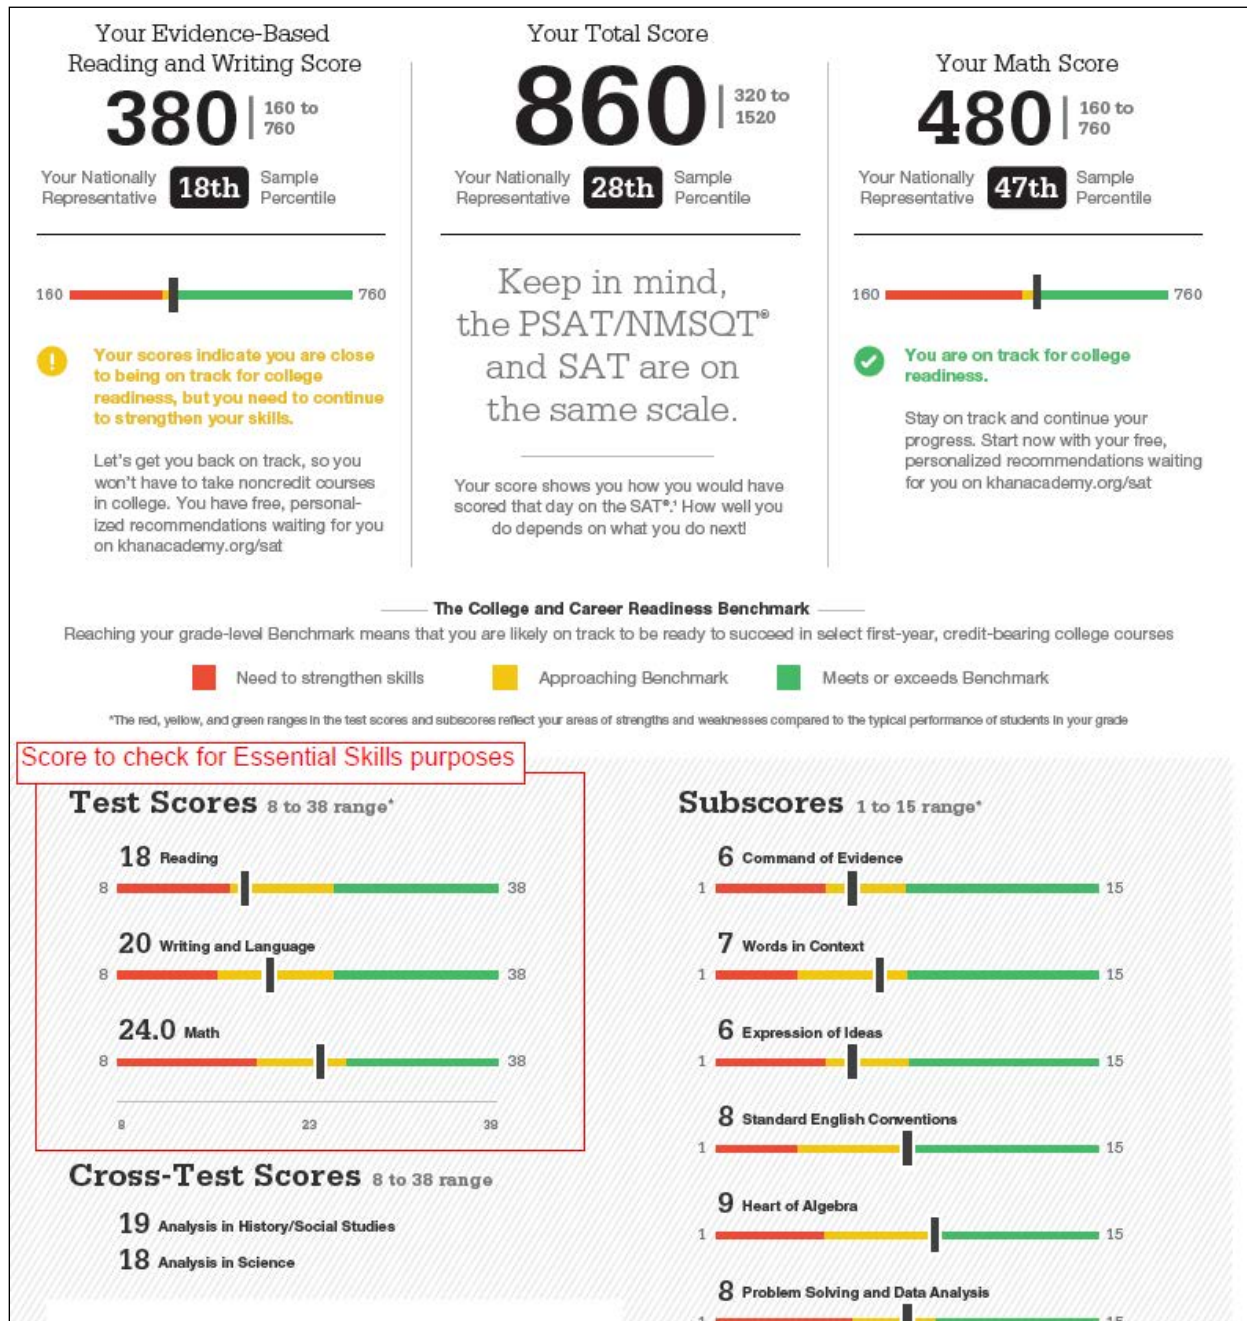 Your Evidence-Based
Reading and Writing Score
380 160 to
760
Your Nationally
Representative 18th Sample
Percentile
160 760
Your scores indicate you are close
to being on track for college
readiness, but you need to continue
to strengthen your skills.
Let's get you back on track, so you
won't have to take noncredit courses
in college. You have free, personal-
ized recommendations waiting for you
on khanacademy.org/sat
Your Total Score
860 320 to
1520
Your Nationally
Representative 28th Sample
Percentile
Keep in mind,
the PSAT/NMSQT®
and SAT are on
the same scale.
Your score shows you how you would have
scored that day on the SAT®.¹ How well you
do depends on what you do next!
Your Math Score
480 160 to
760
Your Nationally
Representative 47th Sample
Percentile
160 760
You are on track for college
readiness.
Stay on track and continue your
progress. Start now with your free,
personalized recommendations waiting
for you on khanacademy.org/sat
The College and Career Readiness Benchmark
Reaching your grade-level Benchmark means that you are likely on track to be ready to succeed in select first-year, credit-bearing college courses
Need to strengthen skills Approaching Benchmark Meets or exceeds Benchmark
*The red, yellow, and green ranges in the test scores and subscores reflect your areas of strengths and weaknesses compared to the typical performance of students in your grade
Score to check for Essential Skills purposes
Test Scores 8 to 38 range*
18 Reading
8 38
20 Writing and Language
8 38
24.0 Math
8 38
8 23 38
Cross-Test Scores 8 to 38 range
19 Analysis in History/Social Studies
18 Analysis in Science
Subscores 1 to 15 range*
6 Command of Evidence
1 15
7 Words in Context
1 15
6 Expression of Ideas
1 15
8 Standard English Conventions
1 15
9 Heart of Algebra
1 15
8 Problem Solving and Data Analysis
1 15